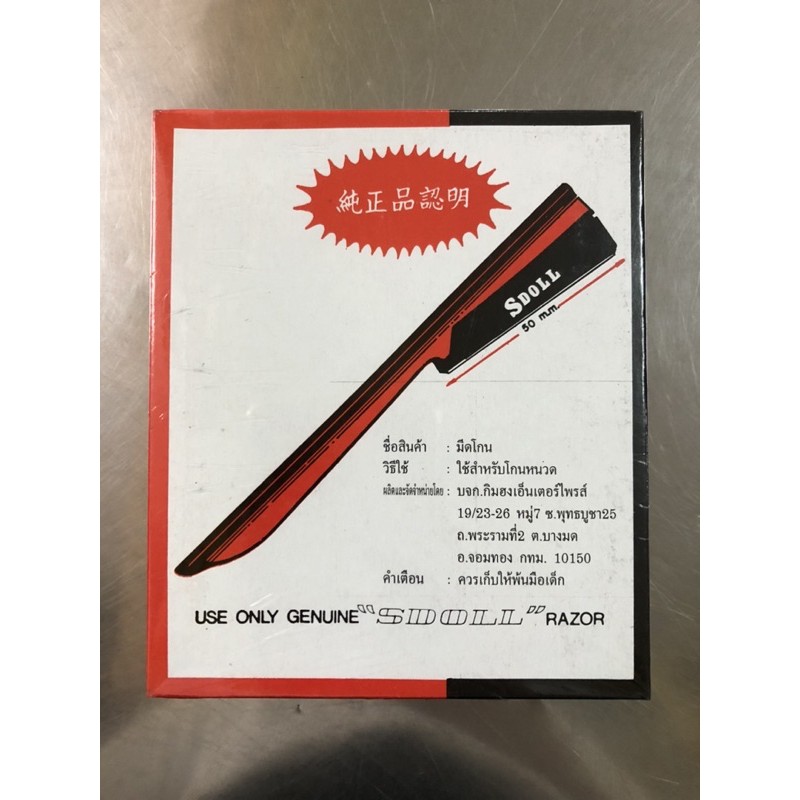 純正品認明
SDOLL
50 m.m.
ชื่อสินค้า : มีดโกน
วิธีใช้ : ใช้สำหรับโกนหนวด
ผลิตและจัดจำหน่ายโดย : บจก.กิมฮงเอ็นเตอร์ไพรส์
19/23-26 หมู่7 ซ.พุทธบูชา25
ถ.พระรามที่2 ต.บางมด
อ.จอมทอง กทม. 10150
คำเตือน : ควรเก็บให้พ้นมือเด็ก
USE ONLY GENUINE "SDOLL" RAZOR